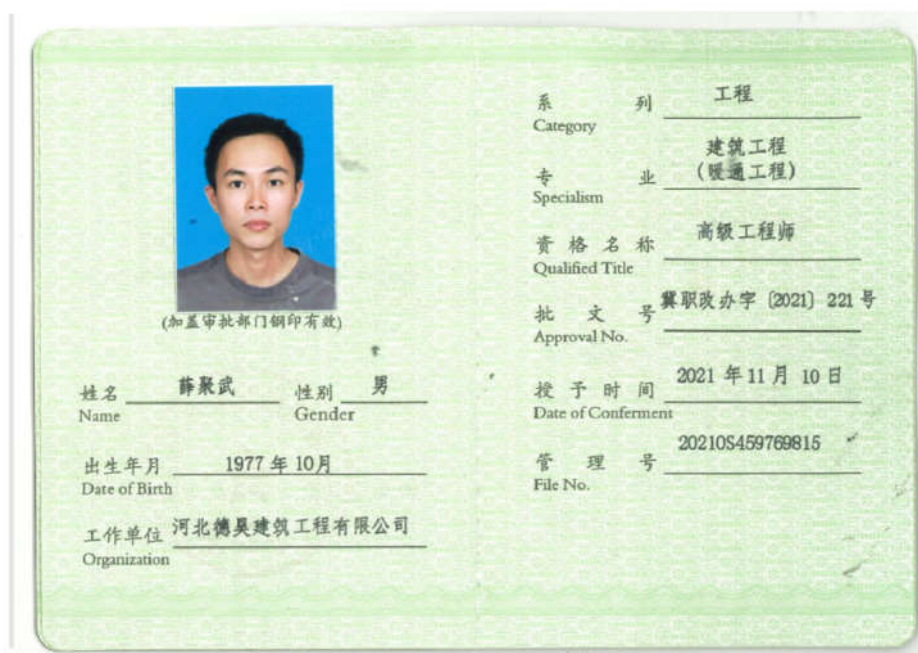 (加盖审批部门钢印有效)
姓名 薛聚武 性别 男
Name Gender
出生年月 1977 年 10月
Date of Birth
工作单位 河北德昊建筑工程有限公司
Organization
系 列 工程
Category
建筑工程
专 业 (暖通工程)
Specialism
资 格 名 称 高级工程师
Qualified Title
批 文 号 冀职改办字〔2021〕221 号
Approval No.
授 予 时 间 2021 年 11 月 10 日
Date of Conferment
管 理 号 20210S459769815
File No.